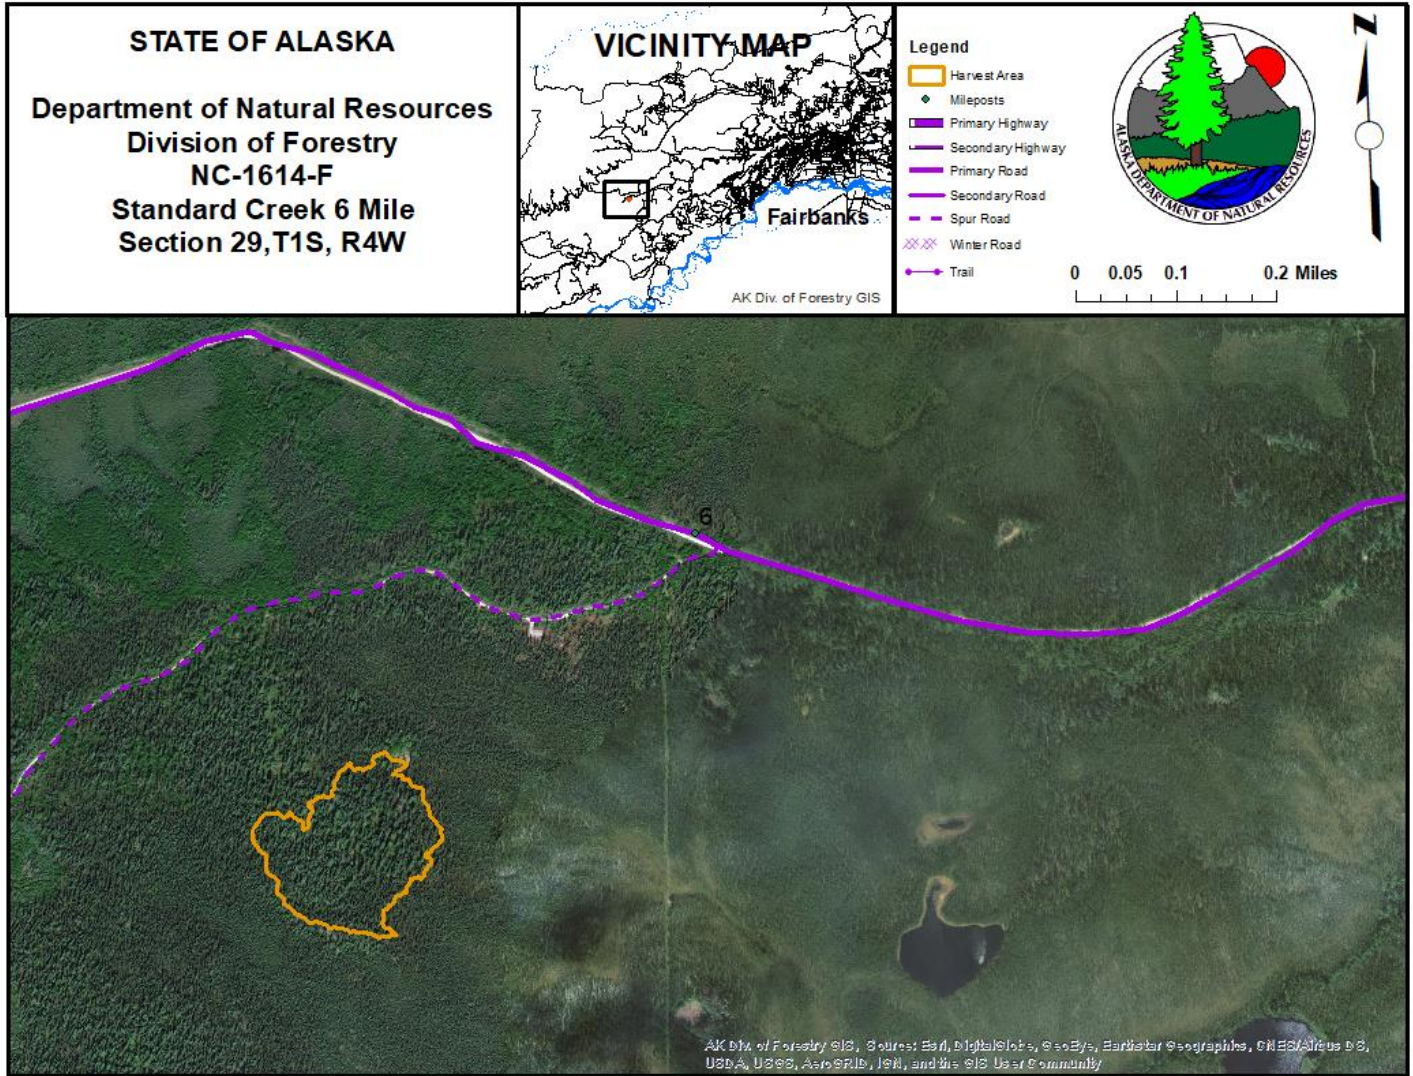 STATE OF ALASKA
Department of Natural Resources
Division of Forestry
NC-1614-F
Standard Creek 6 Mile
Section 29,T1S, R4W
VICINITY MAP
Fairbanks
AK Div. of Forestry GIS
Legend
Harvest Area
Mileposts
Primary Highway
Secondary Highway
Primary Road
Secondary Road
Spur Road
Winter Road
Trail
ALASKA DEPARTMENT OF NATURAL RESOURCES
N
0 0.05 0.1 0.2 Miles
6
AK Div. of Forestry GIS, Source: Esri, DigitalGlobe, GeoEye, Earthstar Geographics, CNES/Airbus DS,
USDA, USGS, AeroGRID, IGN, and the GIS User Community